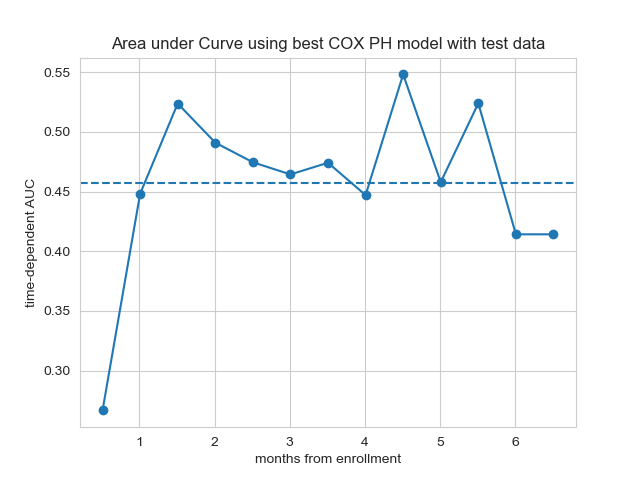 Area under Curve using best COX PH model with test data
0.55
0.50
0.45
0.40
0.35
0.30
time-dependent AUC
1 2 3 4 5 6
months from enrollment